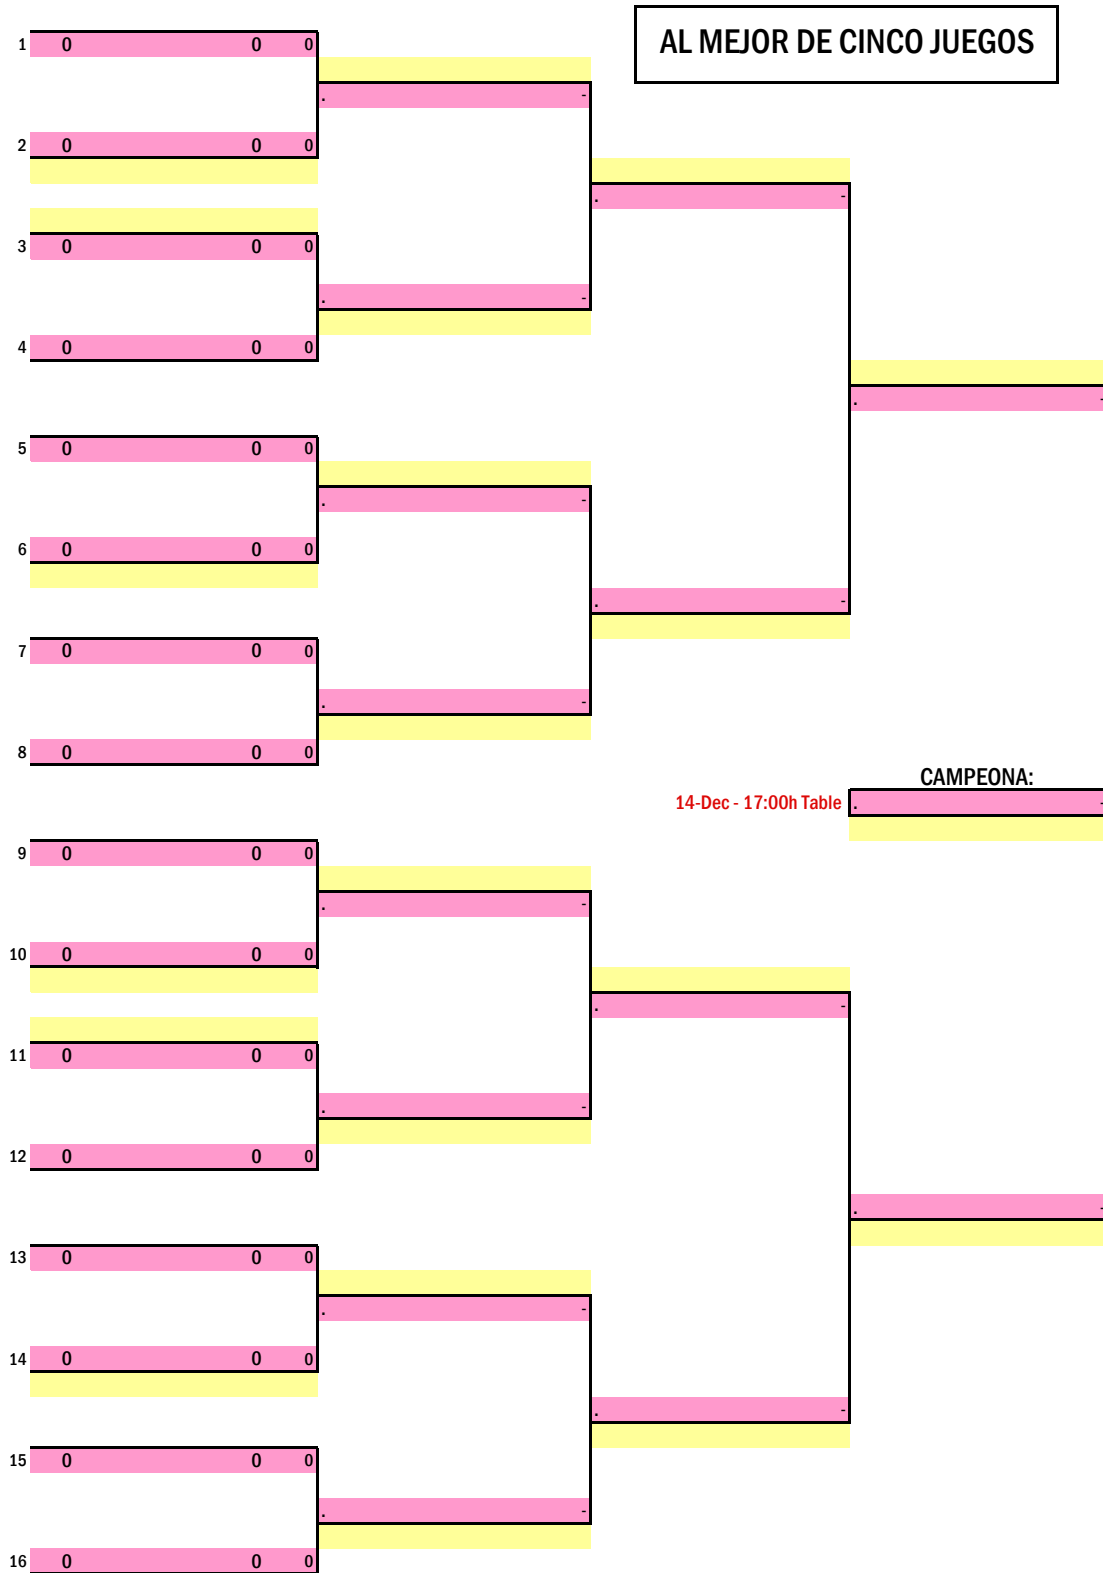 AL MEJOR DE CINCO JUEGOS
1 0 0 0
. -
2 0 0 0
. -
3 0 0 0
. -
4 0 0 0
. -
5 0 0 0
. -
6 0 0 0
. -
7 0 0 0
. -
8 0 0 0
CAMPEONA:
14-Dec - 17:00h Table . -
9 0 0 0
. -
10 0 0 0
. -
11 0 0 0
. -
12 0 0 0
. -
13 0 0 0
. -
14 0 0 0
. -
15 0 0 0
. -
16 0 0 0